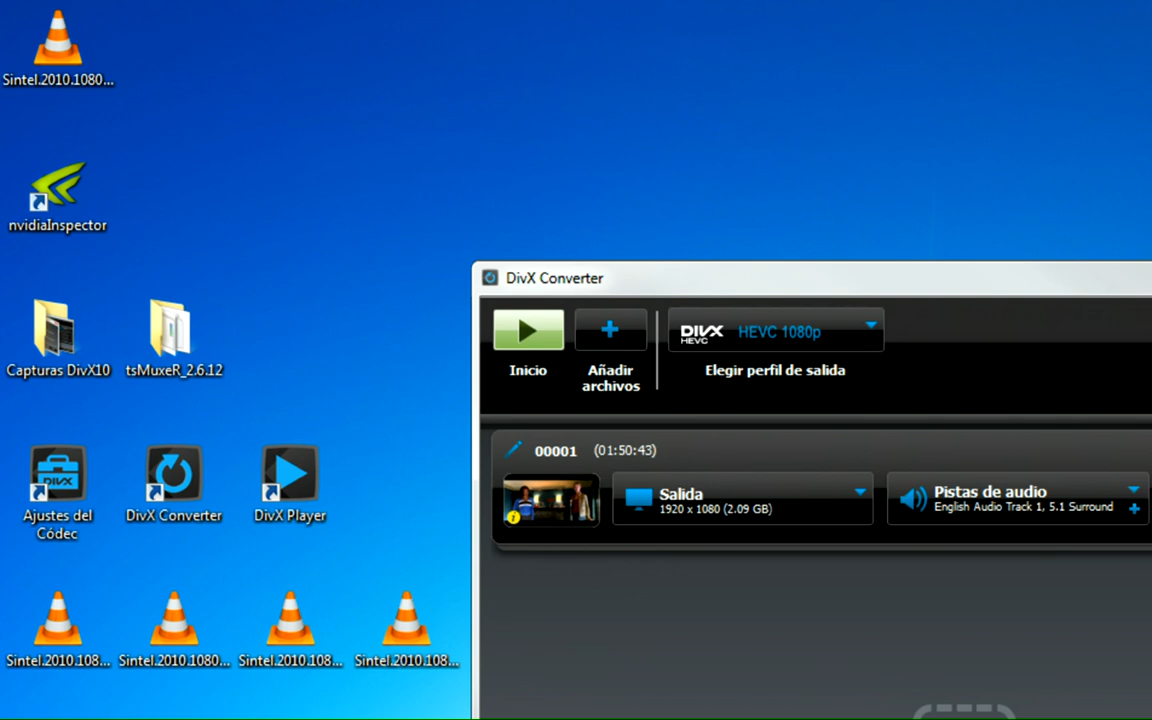 Sintel.2010.1080...
nvidiaInspector
Capturas DivX10
tsMuxeR_2.6.12
DIVX
Ajustes del
Códec
DivX Converter
DivX Player
Sintel.2010.108...
Sintel.2010.1080...
Sintel.2010.108...
Sintel.2010.108...
DivX Converter
DIVX
HEVC
HEVC 1080p
Inicio
Añadir
archivos
Elegir perfil de salida
00001 (01:50:43)
Salida
1920 x 1080 (2.09 GB)
Pistas de audio
English Audio Track 1, 5.1 Surround